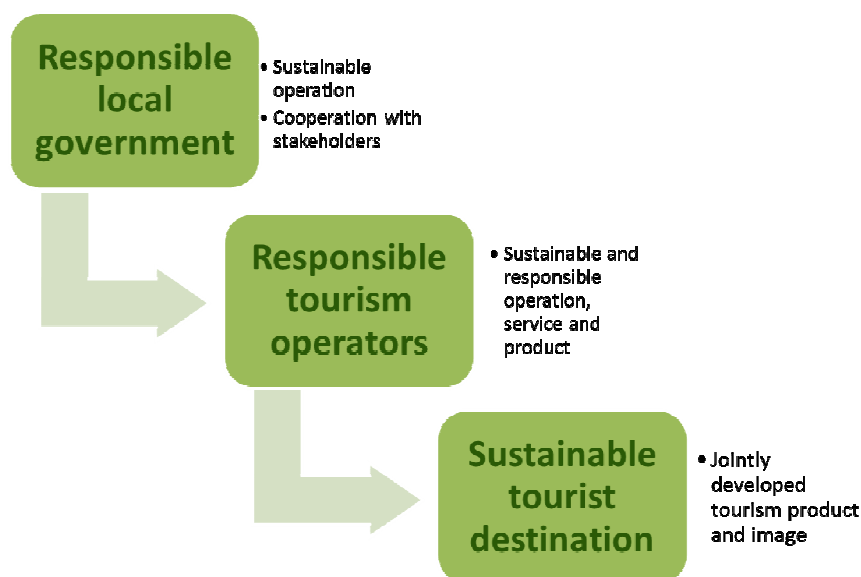 Responsible
local
government
• Sustainable
operation
• Cooperation with
stakeholders
Responsible
tourism
operators
• Sustainable and
responsible
operation,
service and
product
Sustainable
tourist
destination
• Jointly
developed
tourism product
and image